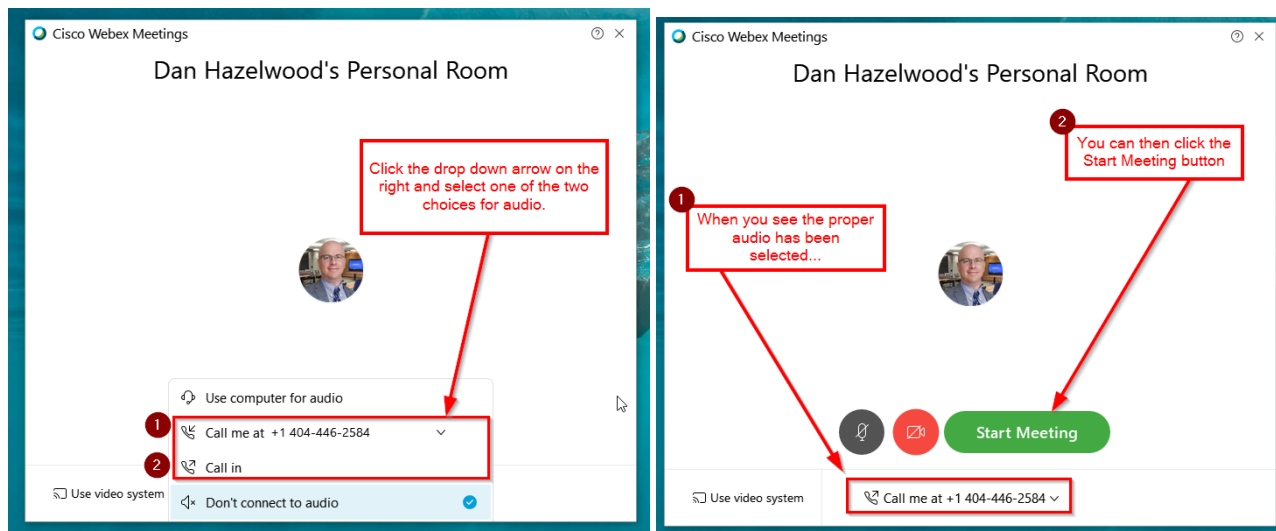 Cisco Webex Meetings
Dan Hazelwood's Personal Room
Click the drop down arrow on the
right and select one of the two
choices for audio.
Use computer for audio
1
Call me at +1 404-446-2584
2
Call in
Use video system
Don't connect to audio
Cisco Webex Meetings
Dan Hazelwood's Personal Room
2
You can then click the
Start Meeting button
1
When you see the proper
audio has been
selected...
Start Meeting
Use video system
Call me at +1 404-446-2584